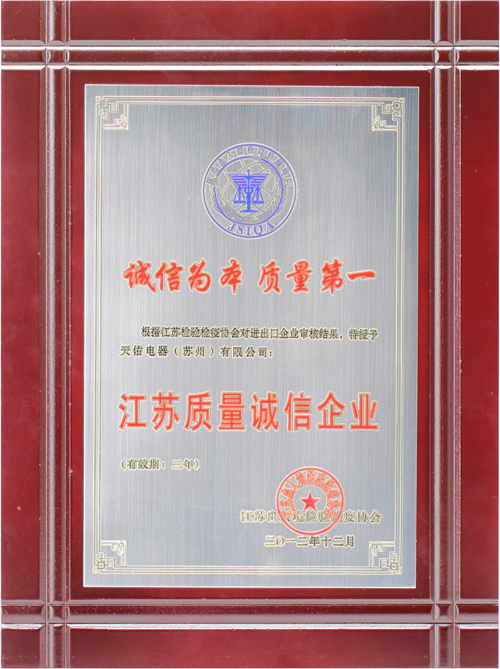 JSIQA
诚信为本 质量第一
根据江苏检验检疫协会对进出口企业审核结果，特授予
天佑电器（苏州）有限公司：
江苏质量诚信企业
（有效期：二年）
江苏出入境检验检疫协会
二〇一二年十二月